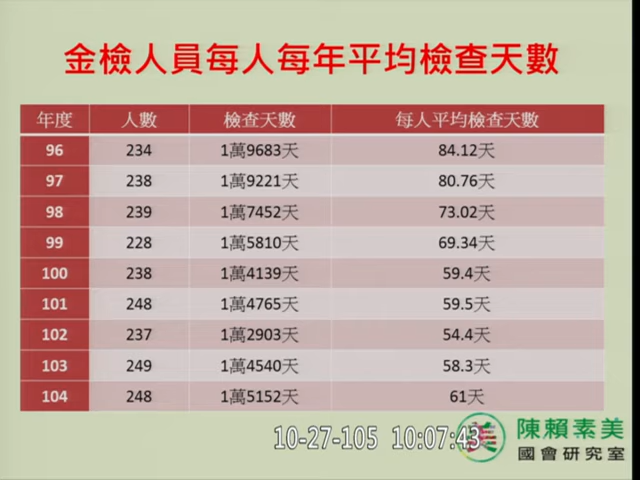 金檢人員每人每年平均檢查天數
年度 人數 檢查天數 每人平均檢查天數
96 234 1萬9683天 84.12天
97 238 1萬9221天 80.76天
98 239 1萬7452天 73.02天
99 228 1萬5810天 69.34天
100 238 1萬4139天 59.4天
101 248 1萬4765天 59.5天
102 237 1萬2903天 54.4天
103 249 1萬4540天 58.3天
104 248 1萬5152天 61天
10-27-105 10:07:43
美 陳賴素美
國會研究室